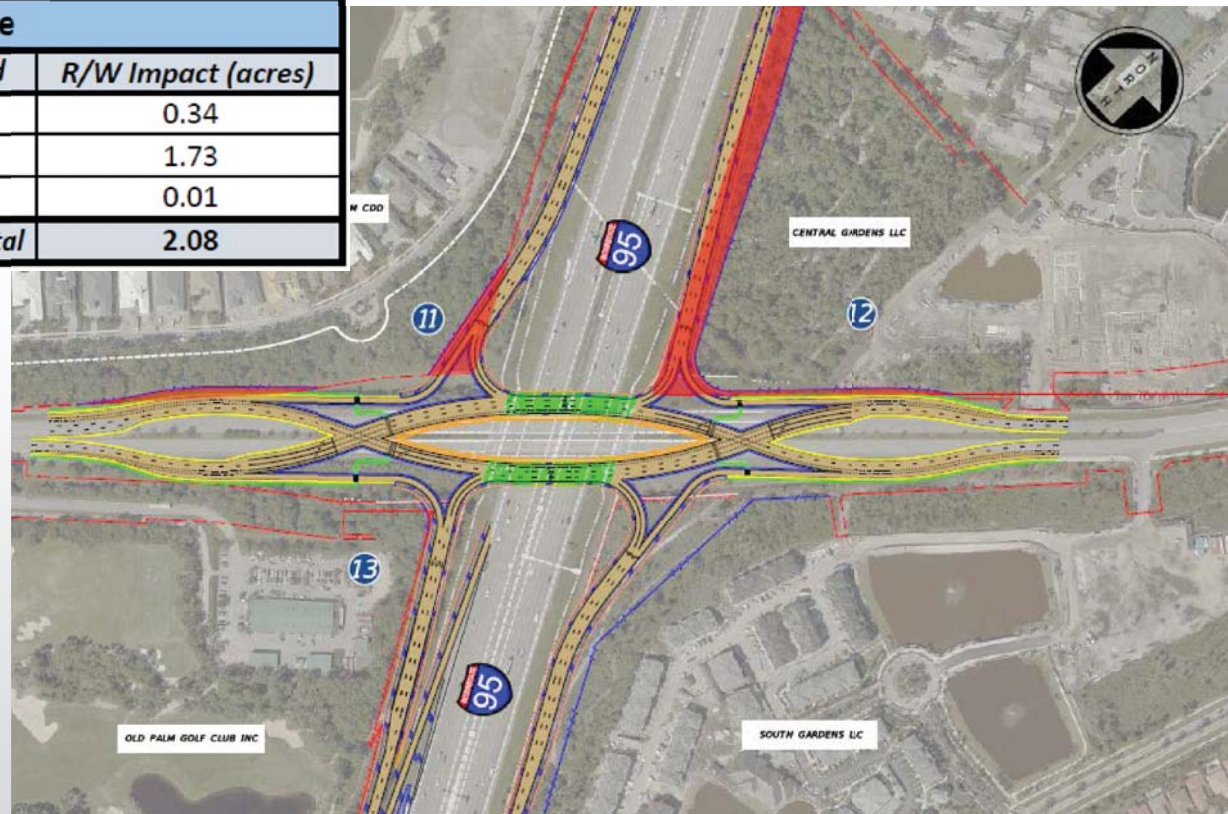 R/W Impact (acres)
0.34
1.73
0.01
2.08
NORTH
CENTRAL GARDENS LLC
95
11
12
13
95
OLD PALM GOLF CLUB INC
SOUTH GARDENS LLC